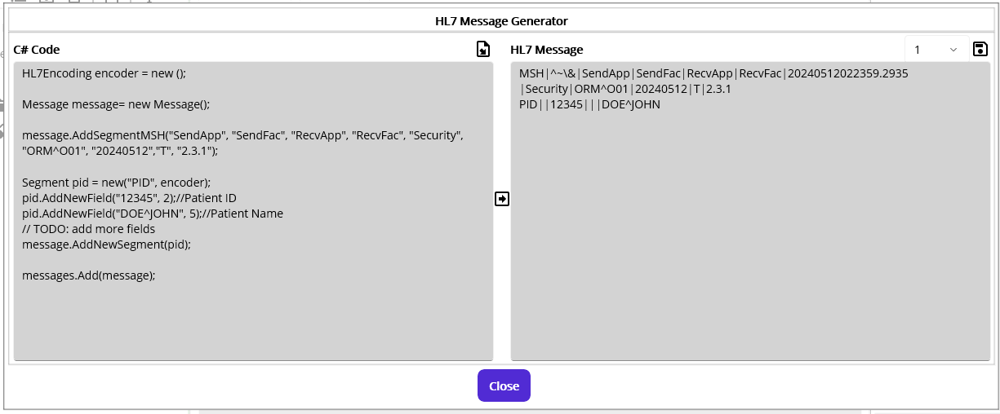 HL7 Message Generator
C# Code
HL7Encoding encoder = new ();
Message message= new Message();
message.AddSegmentMSH("SendApp", "SendFac", "RecvApp", "RecvFac", "Security",
"ORM^O01", "20240512","T", "2.3.1");
Segment pid = new("PID", encoder);
pid.AddNewField("12345", 2);//Patient ID
pid.AddNewField("DOE^JOHN", 5);//Patient Name
// TODO: add more fields
message.AddNewSegment(pid);
messages.Add(message);
HL7 Message
1
MSH|^~\&|SendApp|SendFac|RecvApp|RecvFac|20240512022359.2935
|Security|ORM^O01|20240512|T|2.3.1
PID||12345|||DOE^JOHN
Close